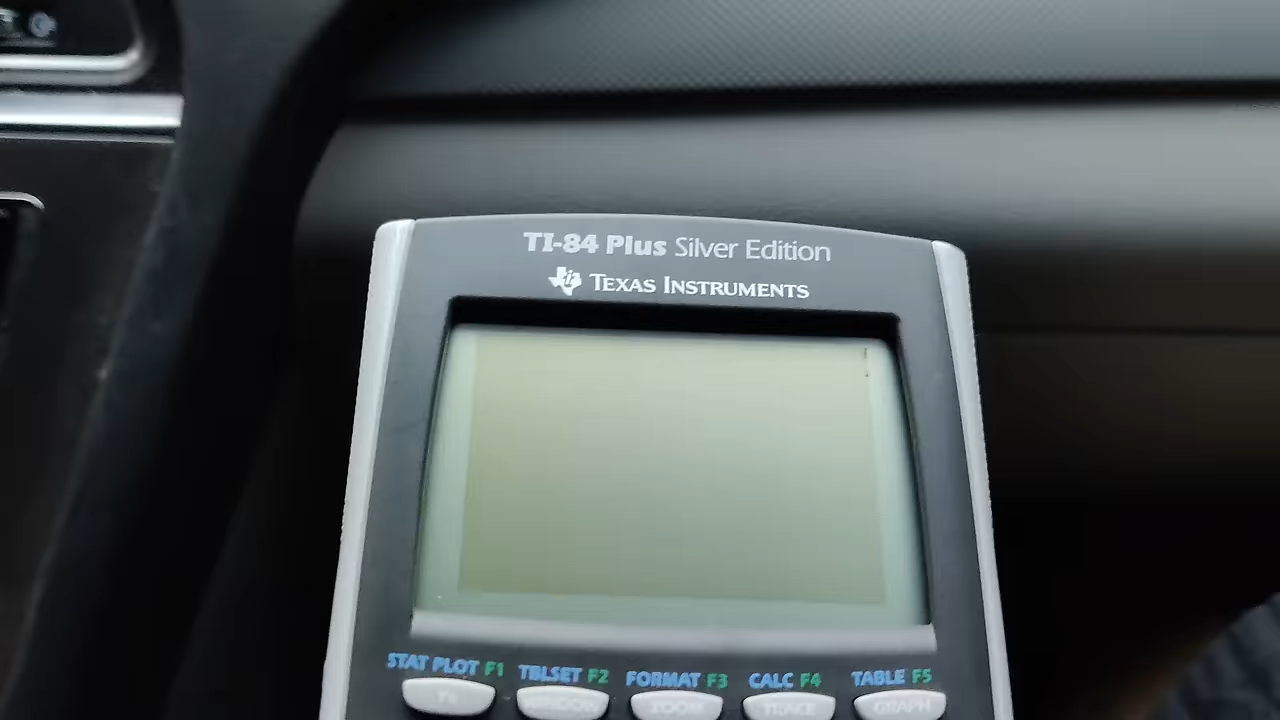 TI-84 Plus Silver Edition
TEXAS INSTRUMENTS
STAT PLOT F1 TBLSET F2 FORMAT F3 CALC F4 TABLE F5
Y= WINDOW ZOOM TRACE GRAPH